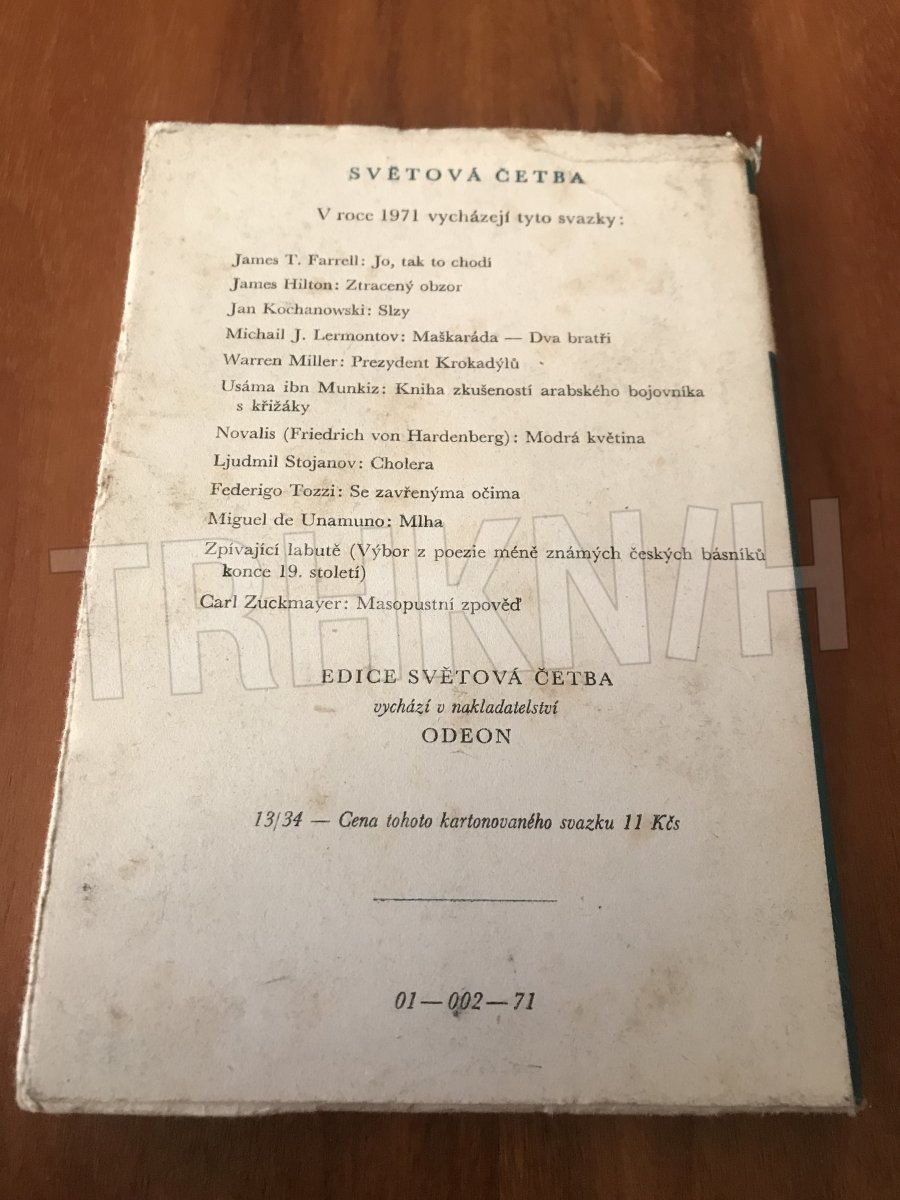 SVĚTOVÁ ČETBA
V roce 1971 vycházejí tyto svazky:
James T. Farrell: Jo, tak to chodí
James Hilton: Ztracený obzor
Jan Kochanowski: Slzy
Michail J. Lermontov: Maškaráda — Dva bratři
Warren Miller: Prezydent Krokadýlů
Usáma ibn Munkiz: Kniha zkušeností arabského bojovníka
s křižáky
Novalis (Friedrich von Hardenberg): Modrá květina
Ljudmil Stojanov: Cholera
Federigo Tozzi: Se zavřenýma očima
Miguel de Unamuno: Mlha
Zpívající labutě (Výbor z poezie méně známých českých básníků
konce 19. století)
Carl Zuckmayer: Masopustní zpověď
TRHKNIH
EDICE SVĚTOVÁ ČETBA
vychází v nakladatelství
ODEON
13/34 — Cena tohoto kartonovaného svazku 11 Kčs
01—002—71